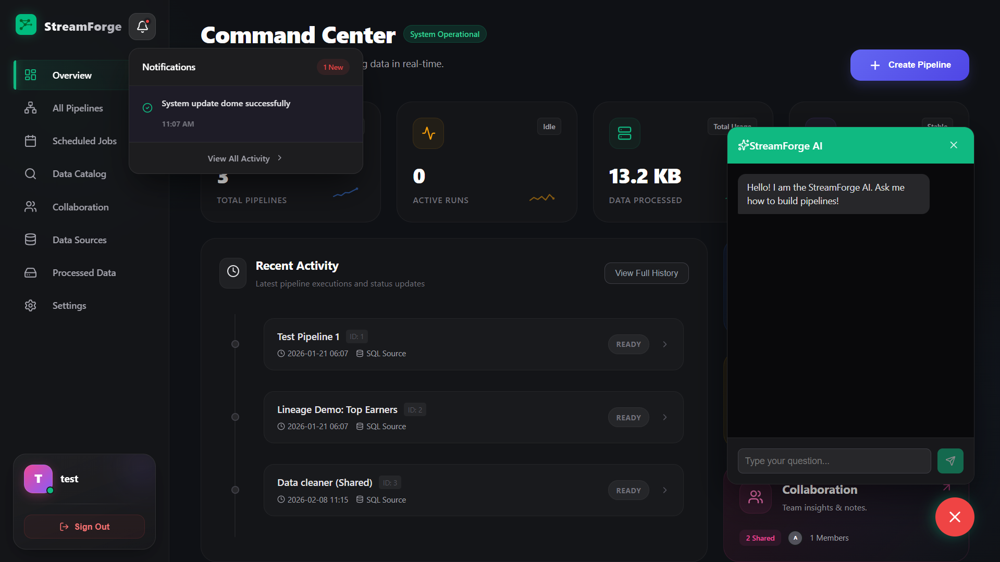 StreamForge
Overview
All Pipelines
Scheduled Jobs
Data Catalog
Collaboration
Data Sources
Processed Data
Settings
T
test
Sign Out
Command Center
System Operational
g data in real-time.
Create Pipeline
Notifications
1 New
System update dome successfully
11:07 AM
View All Activity
3
TOTAL PIPELINES
Idle
0
ACTIVE RUNS
Total Usage
13.2 KB
DATA PROCESSED
Stable
Recent Activity
Latest pipeline executions and status updates
View Full History
Test Pipeline 1
ID: 1
2026-01-21 06:07
SQL Source
READY
Lineage Demo: Top Earners
ID: 2
2026-01-21 06:07
SQL Source
READY
Data cleaner (Shared)
ID: 3
2026-02-08 11:15
SQL Source
READY
StreamForge AI
Hello! I am the StreamForge AI. Ask me
how to build pipelines!
Type your question...
Collaboration
Team insights & notes.
2 Shared
A
1 Members